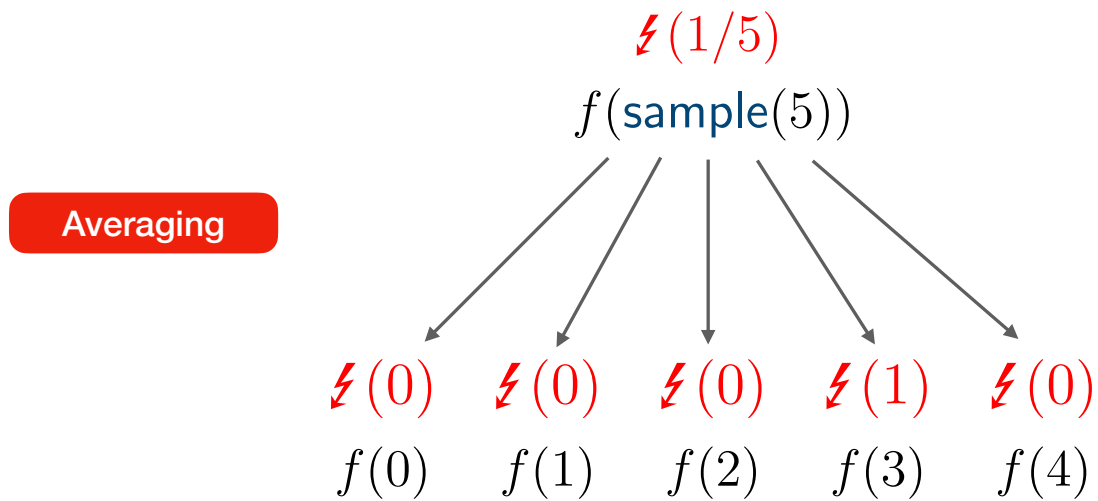 ↯(1/5)
f(sample(5))
Averaging
↯(0) ↯(0) ↯(0) ↯(1) ↯(0)
f(0) f(1) f(2) f(3) f(4)